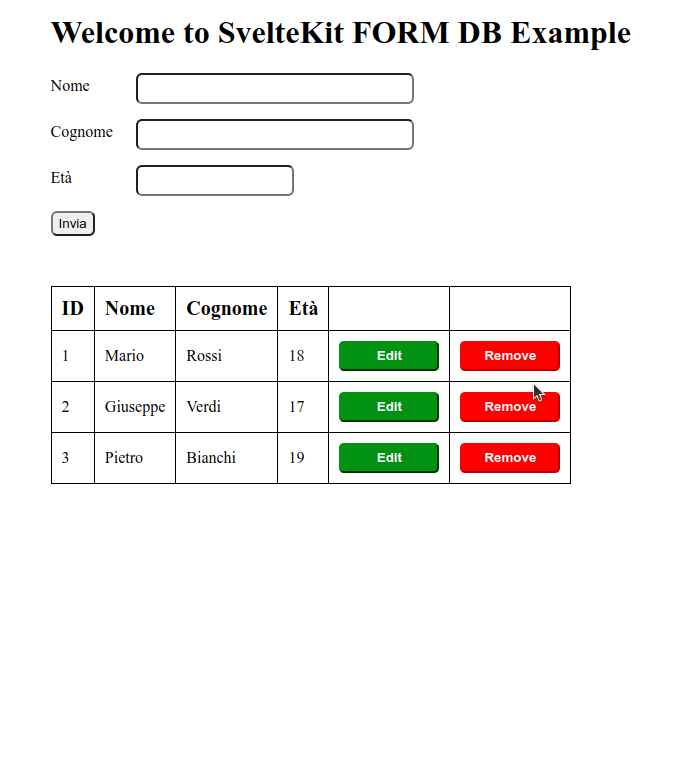 Welcome to SvelteKit FORM DB Example
Nome
Cognome
Età
Invia
ID Nome Cognome Età
1 Mario Rossi 18 Edit Remove
2 Giuseppe Verdi 17 Edit Remove
3 Pietro Bianchi 19 Edit Remove